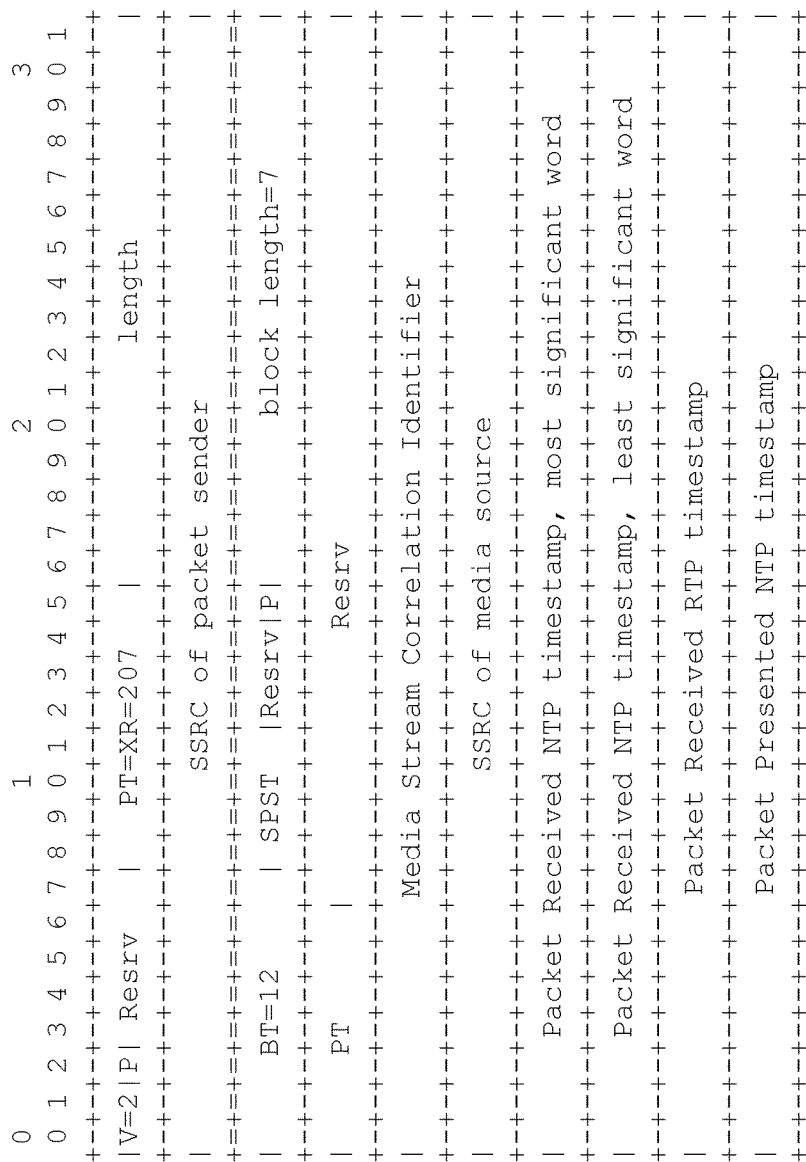 0                   1                   2                   3
0 1 2 3 4 5 6 7 8 9 0 1 2 3 4 5 6 7 8 9 0 1 2 3 4 5 6 7 8 9 0 1
+-+-+-+-+-+-+-+-+-+-+-+-+-+-+-+-+-+-+-+-+-+-+-+-+-+-+-+-+-+-+-+-+
|V=2|P| Resrv   |   PT=XR=207   |             length            |
+-+-+-+-+-+-+-+-+-+-+-+-+-+-+-+-+-+-+-+-+-+-+-+-+-+-+-+-+-+-+-+-+
|                     SSRC of packet sender                     |
+=+=+=+=+=+=+=+=+=+=+=+=+=+=+=+=+=+=+=+=+=+=+=+=+=+=+=+=+=+=+=+=+
|     BT=12     | SPST  |Resrv|P|         block length=7        |
+-+-+-+-+-+-+-+-+-+-+-+-+-+-+-+-+-+-+-+-+-+-+-+-+-+-+-+-+-+-+-+-+
|     PT      |               Resrv                             |
+-+-+-+-+-+-+-+-+-+-+-+-+-+-+-+-+-+-+-+-+-+-+-+-+-+-+-+-+-+-+-+-+
|              Media Stream Correlation Identifier              |
+-+-+-+-+-+-+-+-+-+-+-+-+-+-+-+-+-+-+-+-+-+-+-+-+-+-+-+-+-+-+-+-+
|                     SSRC of media source                      |
+-+-+-+-+-+-+-+-+-+-+-+-+-+-+-+-+-+-+-+-+-+-+-+-+-+-+-+-+-+-+-+-+
|      Packet Received NTP timestamp, most significant word     |
+-+-+-+-+-+-+-+-+-+-+-+-+-+-+-+-+-+-+-+-+-+-+-+-+-+-+-+-+-+-+-+-+
|      Packet Received NTP timestamp, least significant word    |
+-+-+-+-+-+-+-+-+-+-+-+-+-+-+-+-+-+-+-+-+-+-+-+-+-+-+-+-+-+-+-+-+
|              Packet Received RTP timestamp                    |
+-+-+-+-+-+-+-+-+-+-+-+-+-+-+-+-+-+-+-+-+-+-+-+-+-+-+-+-+-+-+-+-+
|              Packet Presented NTP timestamp                   |
+-+-+-+-+-+-+-+-+-+-+-+-+-+-+-+-+-+-+-+-+-+-+-+-+-+-+-+-+-+-+-+-+